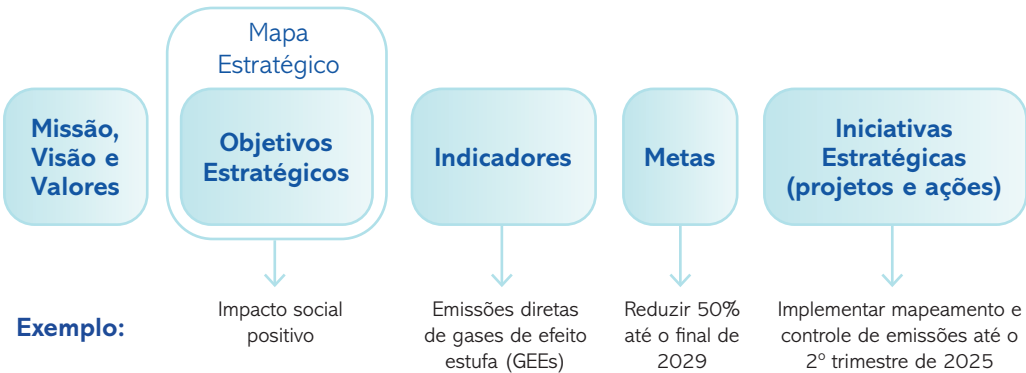 Mapa
Estratégico
Missão,
Visão e
Valores
Objetivos
Estratégicos
Indicadores
Metas
Iniciativas
Estratégicas
(projetos e ações)
Exemplo:
Impacto social
positivo
Emissões diretas
de gases de efeito
estufa (GEEs)
Reduzir 50%
até o final de
2029
Implementar mapeamento e
controle de emissões até o
2º trimestre de 2025